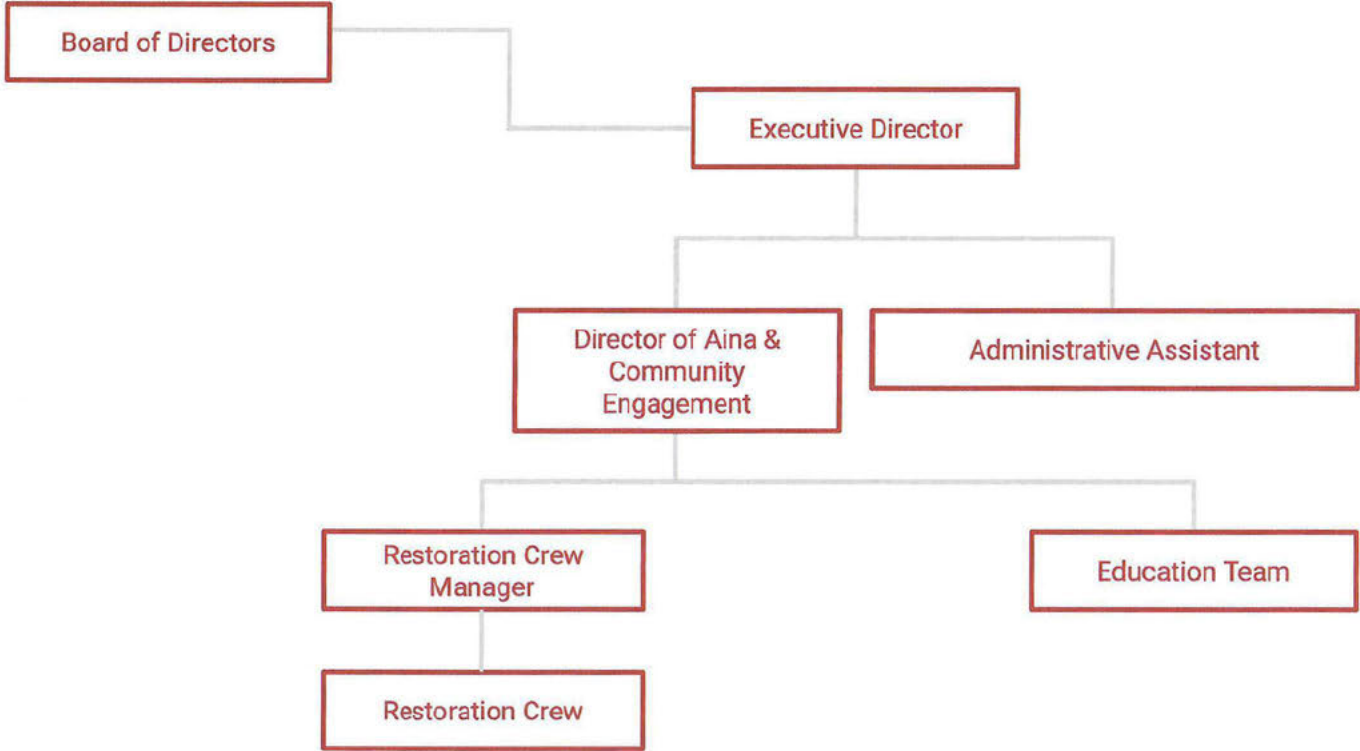 Board of Directors
Executive Director
Director of Aina &
Community
Engagement
Administrative Assistant
Restoration Crew
Manager
Education Team
Restoration Crew